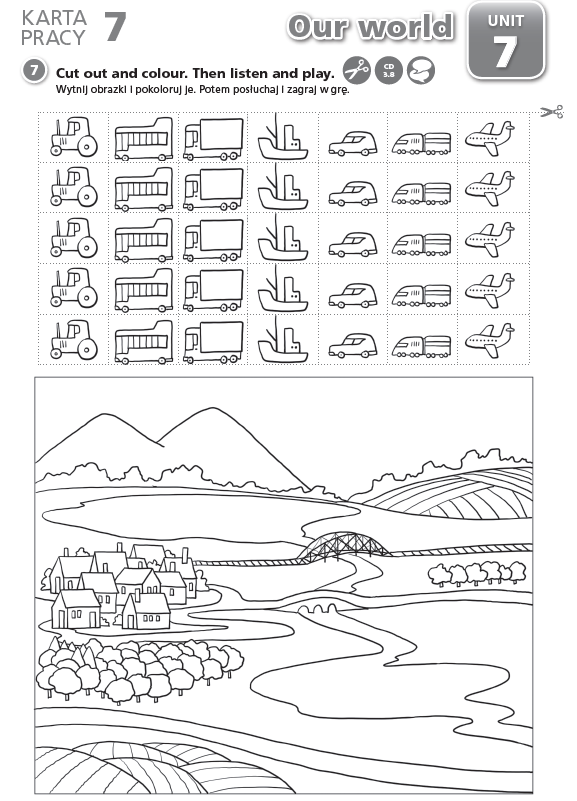 KARTA
PRACY 7
Our world
UNIT
7
7 Cut out and colour. Then listen and play.
CD
3.8
Wytnij obrazki i pokoloruj je. Potem posłuchaj i zagraj w grę.